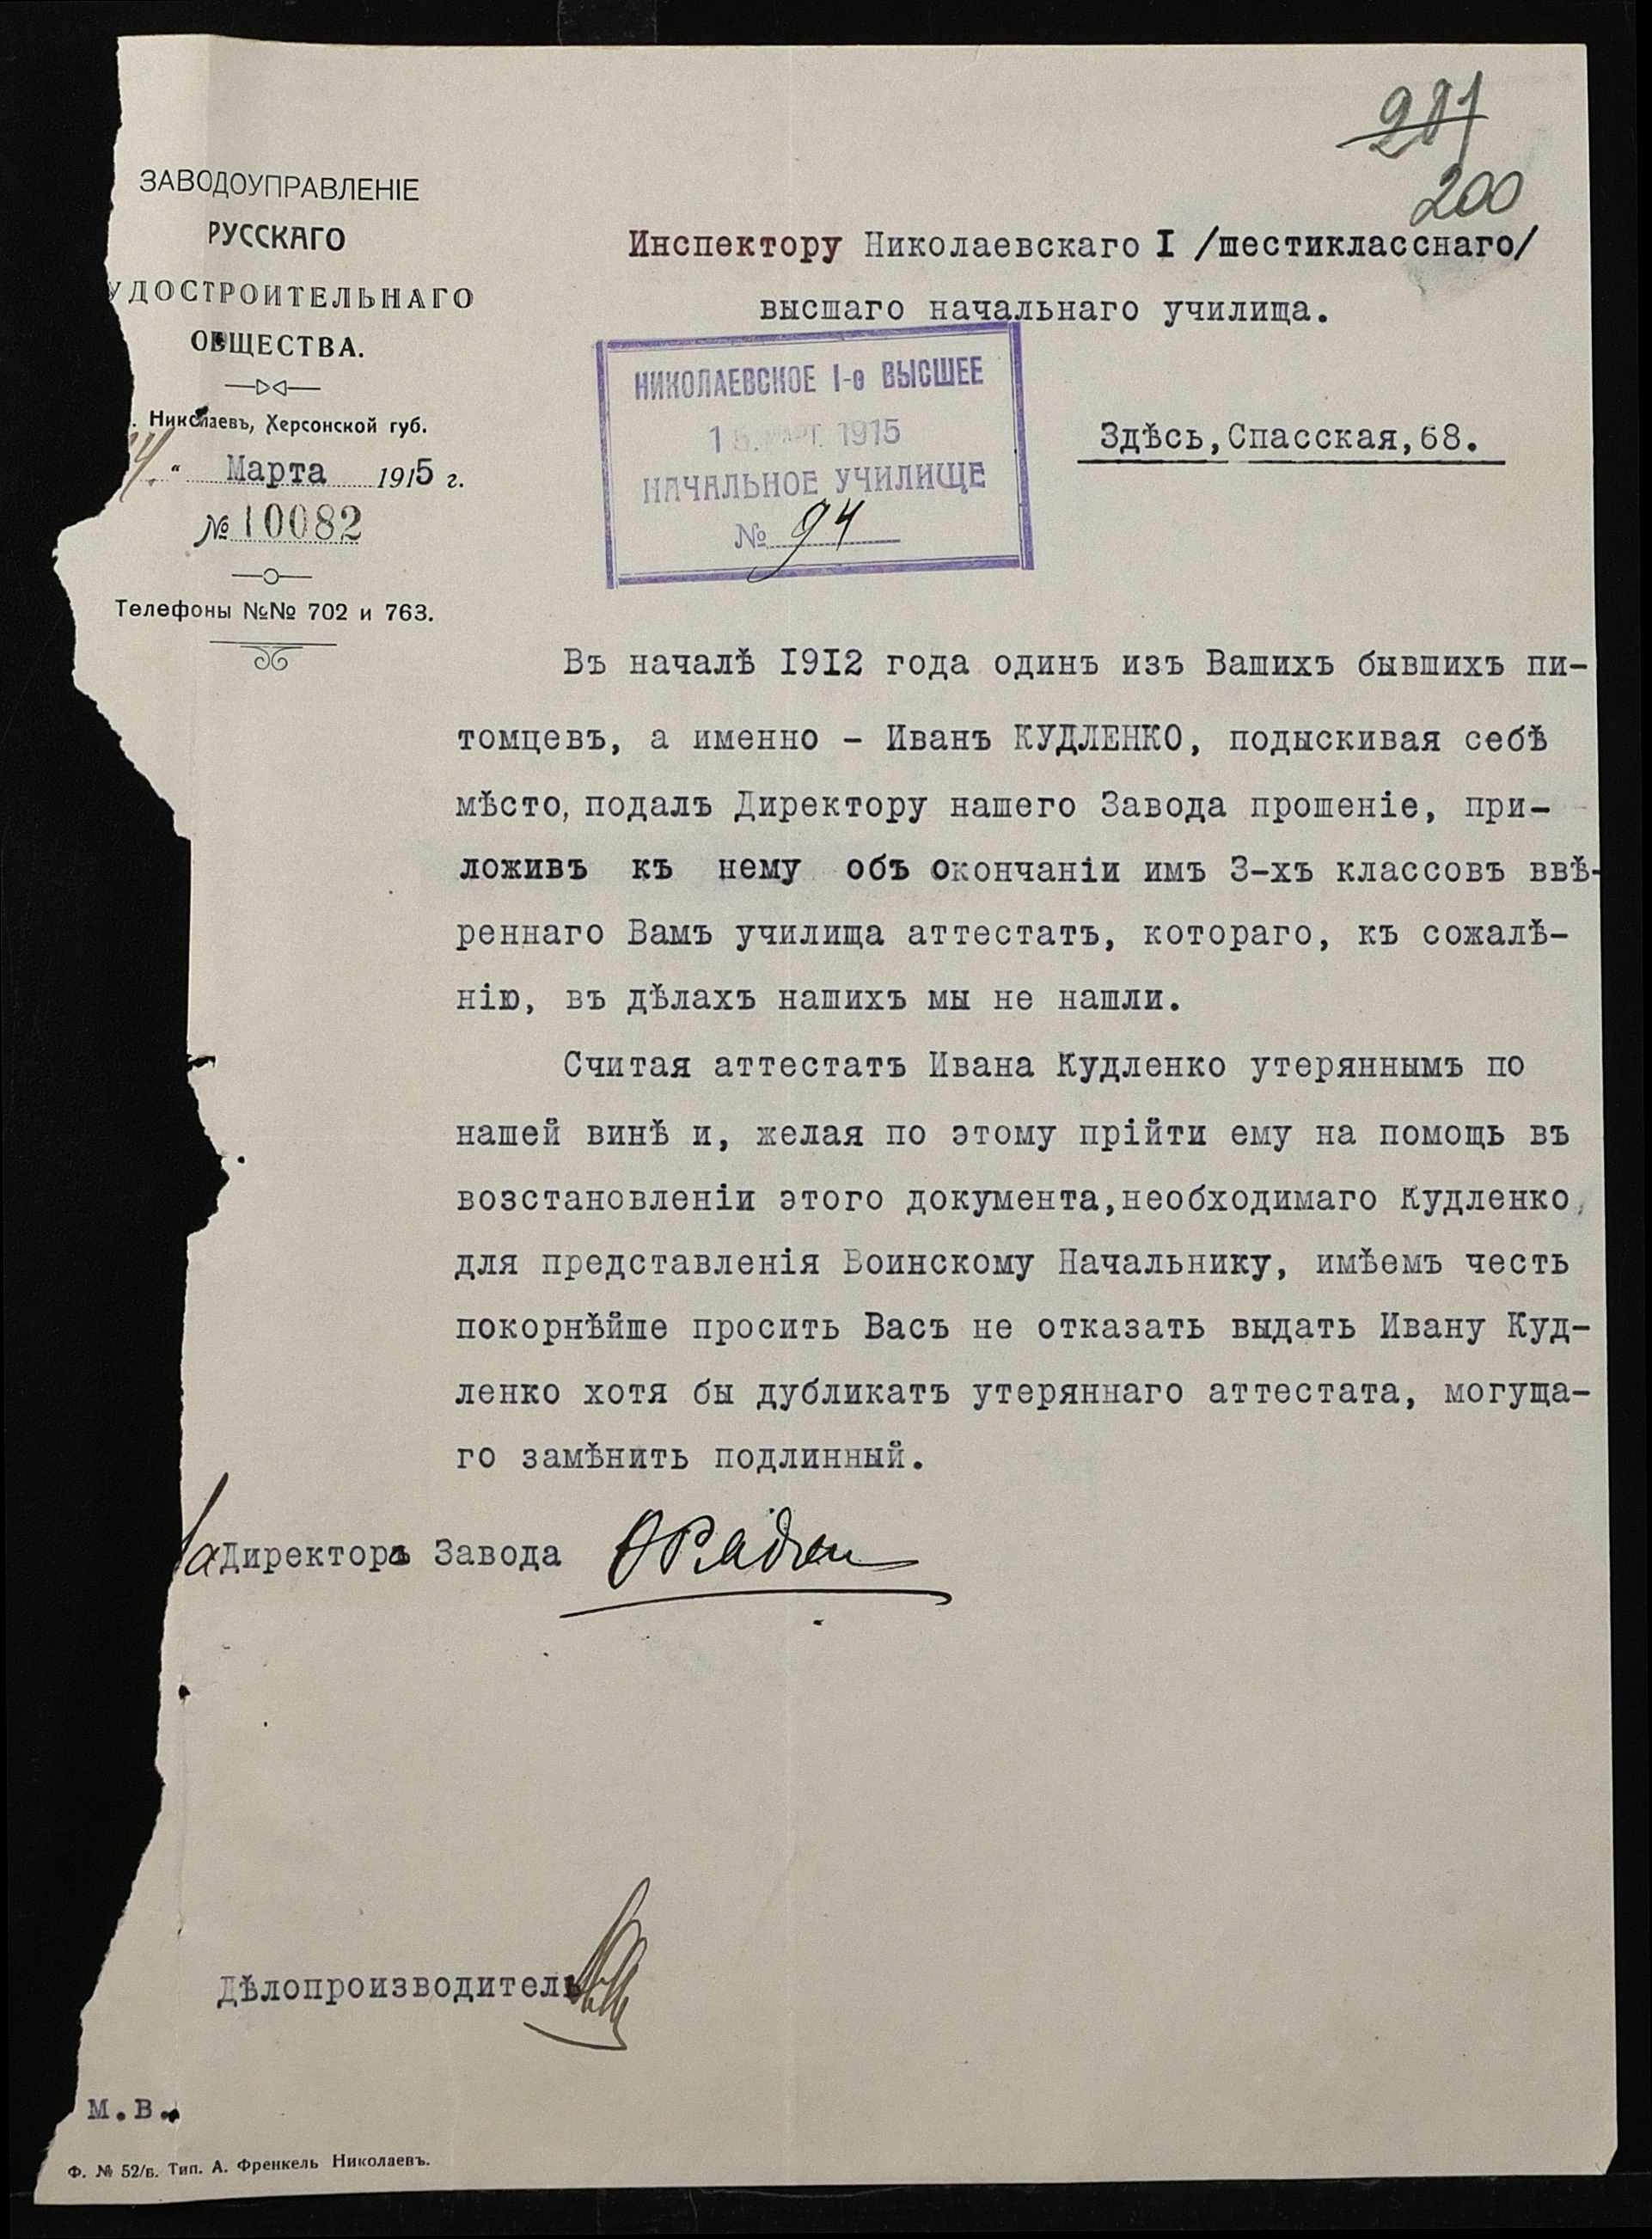 200
ЗАВОДОУПРАВЛЕНІЕ
РУССКАГО
УДОСТРОИТЕЛЬНАГО
ОБЩЕСТВА.
. Николаевъ, Херсонской губ.
4. " Марта 1915 г.
№ 10082
Телефоны №№ 702 и 763.
Инспектору Николаевскаго I /шестикласснаго/
высшаго начальнаго училища.
НИКОЛАЕВСКОЕ I-е ВЫСШЕЕ
МАРТ. 1915
НАЧАЛЬНОЕ УЧИЛИЩЕ
№ 94
Здѣсь, Спасская, 68.
Въ началѣ 1912 года одинъ изъ Вашихъ бывшихъ пи-
томцевъ, а именно - Иванъ КУДЛЕНКО, подыскивая себѣ
мѣсто, подалъ Директору нашего Завода прошеніе, при-
ложивъ къ нему объ окончаніи имъ 3-хъ классовъ ввѣ-
реннаго Вамъ училища аттестатъ, котораго, къ сожалѣ-
нію, въ дѣлахъ нашихъ мы не нашли.
Считая аттестатъ Ивана Кудленко утеряннымъ по
нашей винѣ и, желая по этому прійти ему на помощь въ
возстановленіи этого документа, необходимаго Кудленко,
для представленія Воинскому Начальнику, имѣемъ честь
покорнѣйше просить Васъ не отказать выдать Ивану Куд-
ленко хотя бы дубликатъ утеряннаго аттестата, могуща-
го замѣнить подлинный.
За Директора Завода
Дѣлопроизводитель
М.В.
Ф. № 52/в. Тип. А. Френкель Николаевъ.